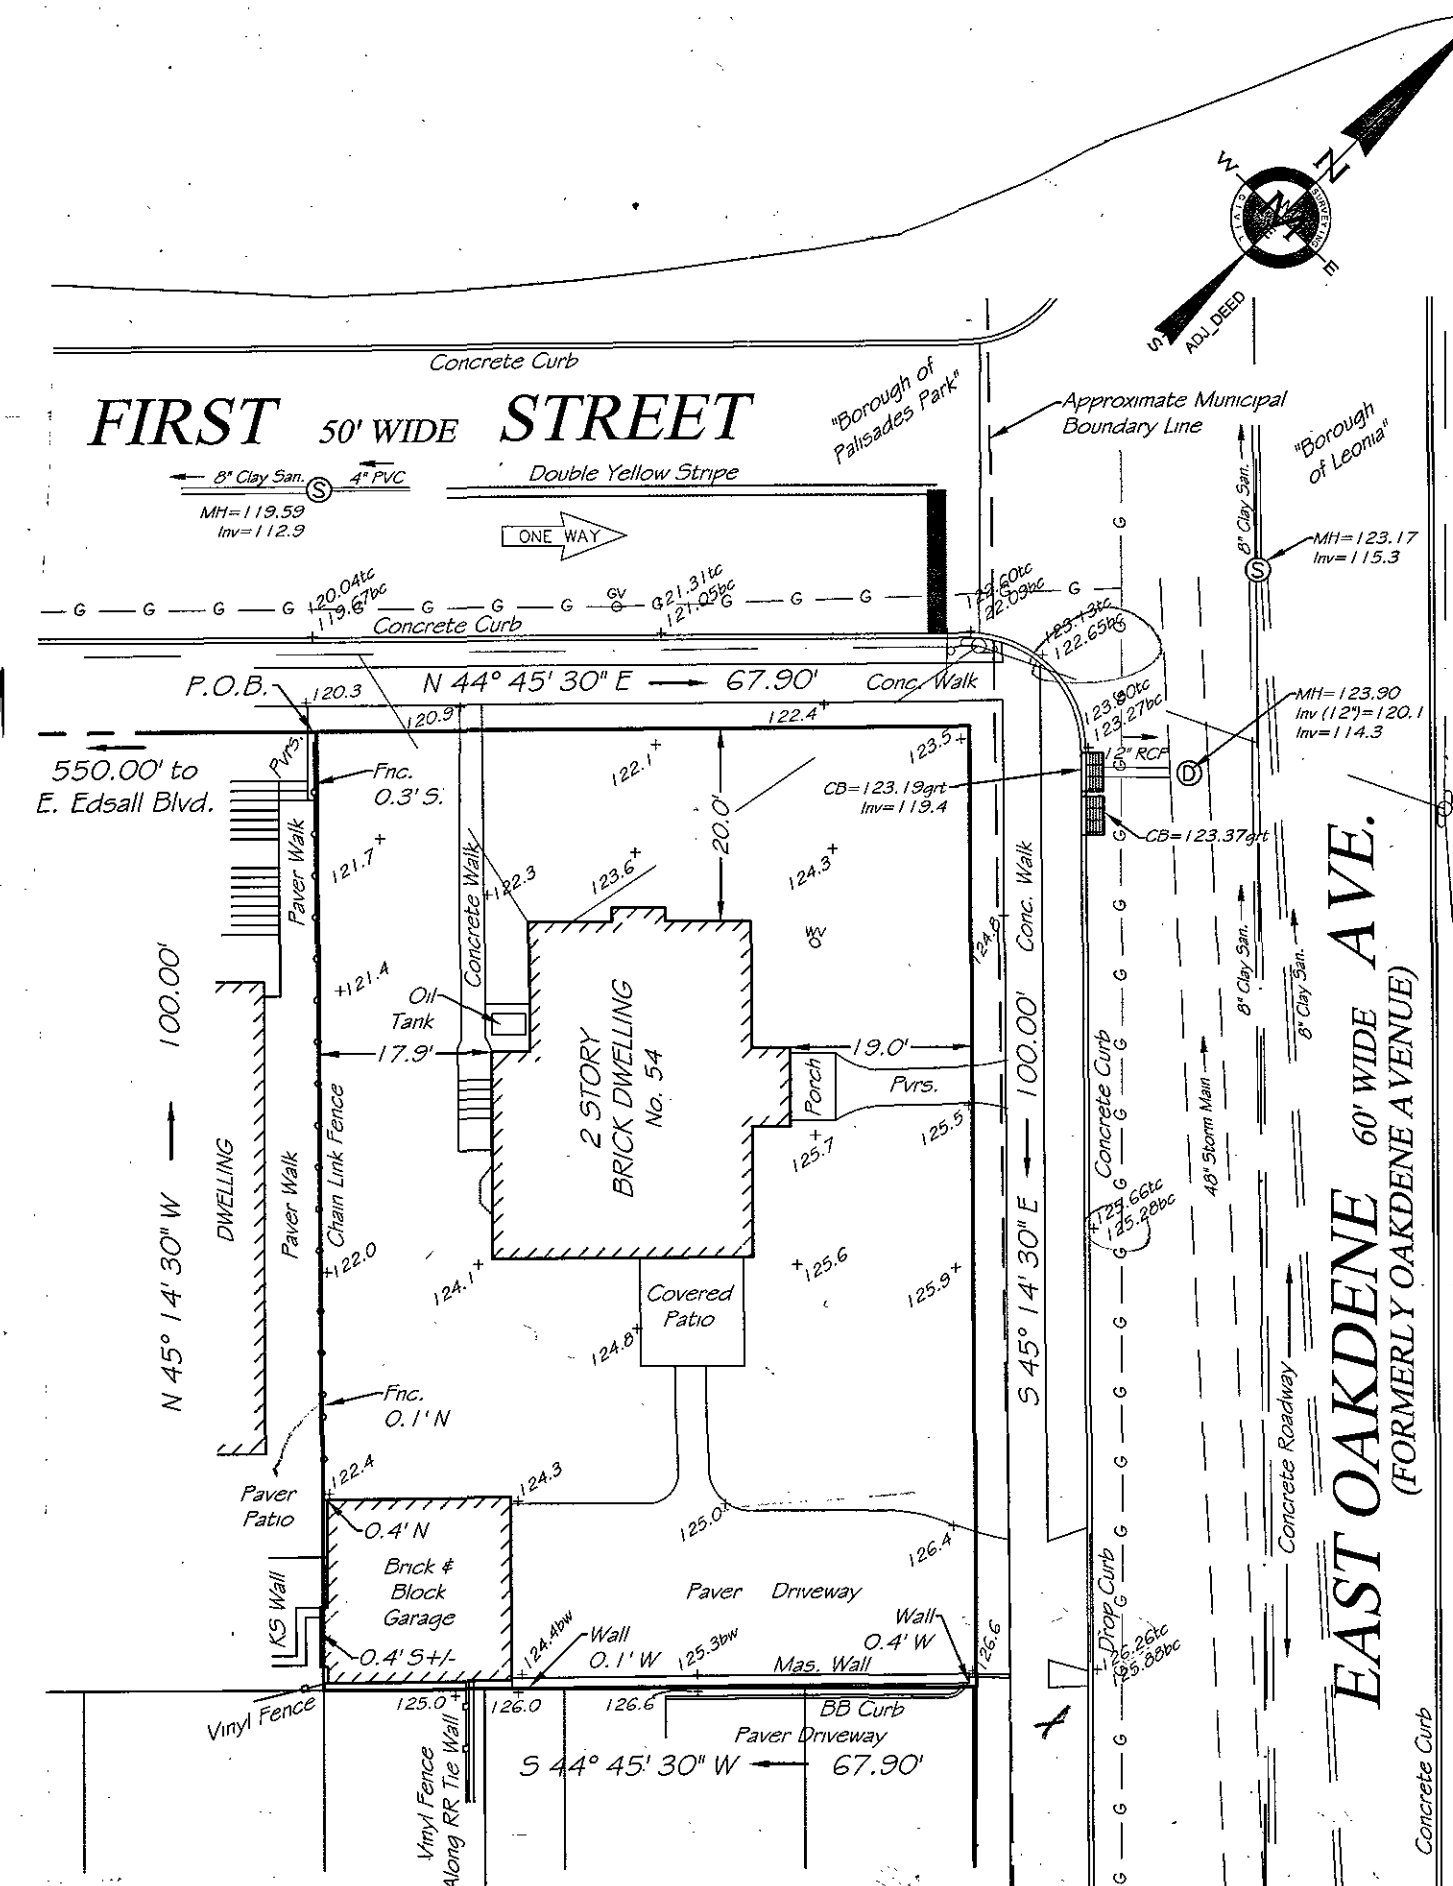 W
N
CIVIL
SURVEYING
E
S
ADJ_DEED
Concrete Curb
FIRST 50' WIDE STREET
"Borough of
Palisades Park"
Approximate Municipal
Boundary Line
"Borough
of Leonia"
8" Clay San.
S
4" PVC
Double Yellow Stripe
MH=119.59
Inv=112.9
ONE WAY
8" Clay San.
MH=123.17
Inv=115.3
S
G G G G G G G G G G G G
GV
120.04tc
119.67bc
121.31tc
121.05bc
122.60tc
22.09bc
123.13tc
122.65bc
Concrete Curb
P.O.B.
120.3
N 44° 45' 30" E 67.90'
Conc. Walk
120.9
122.4
123.80tc
123.27bc
MH=123.90
Inv (12")=120.1
Inv=114.3
12" RCP
D
550.00' to
E. Edsall Blvd.
Pvrs.
Fnc.
0.3' S.
122.1
123.5
CB=123.19grt
Inv=119.4
CB=123.37grt
20.0'
Paver Walk
121.7
Concrete Walk
122.3
123.6
124.3
WV
124.8
Conc. Walk
121.4
Oil
Tank
17.9'
2 STORY
BRICK DWELLING
No. 54
19.0'
Porch
Pvrs.
125.7
125.5
N 45° 14' 30" W 100.00'
DWELLING
Paver Walk
Chain Link Fence
S 45° 14' 30" E 100.00'
Concrete Curb
48" Storm Main
8" Clay San.
8" Clay San.
125.66tc
125.28bc
EAST OAKDENE 60' WIDE AVE.
(FORMERLY OAKDENE AVENUE)
122.0
124.1
125.6
125.9
Covered
Patio
124.8
Fnc.
0.1' N
Concrete Roadway
122.4
124.3
Paver
Patio
0.4' N
125.0
126.4
Brick &
Block
Garage
Paver Driveway
KS Wall
0.4' S+/-
124.4bw
Wall
0.1' W
125.3bw
Mas. Wall
Wall
0.4' W
126.6
Drop Curb
126.26tc
125.88bc
Vinyl Fence
125.0
126.0
126.6
BB Curb
Paver Driveway
S 44° 45' 30" W 67.90'
Vinyl Fence
Along RR Tie Wall
X
Concrete Curb